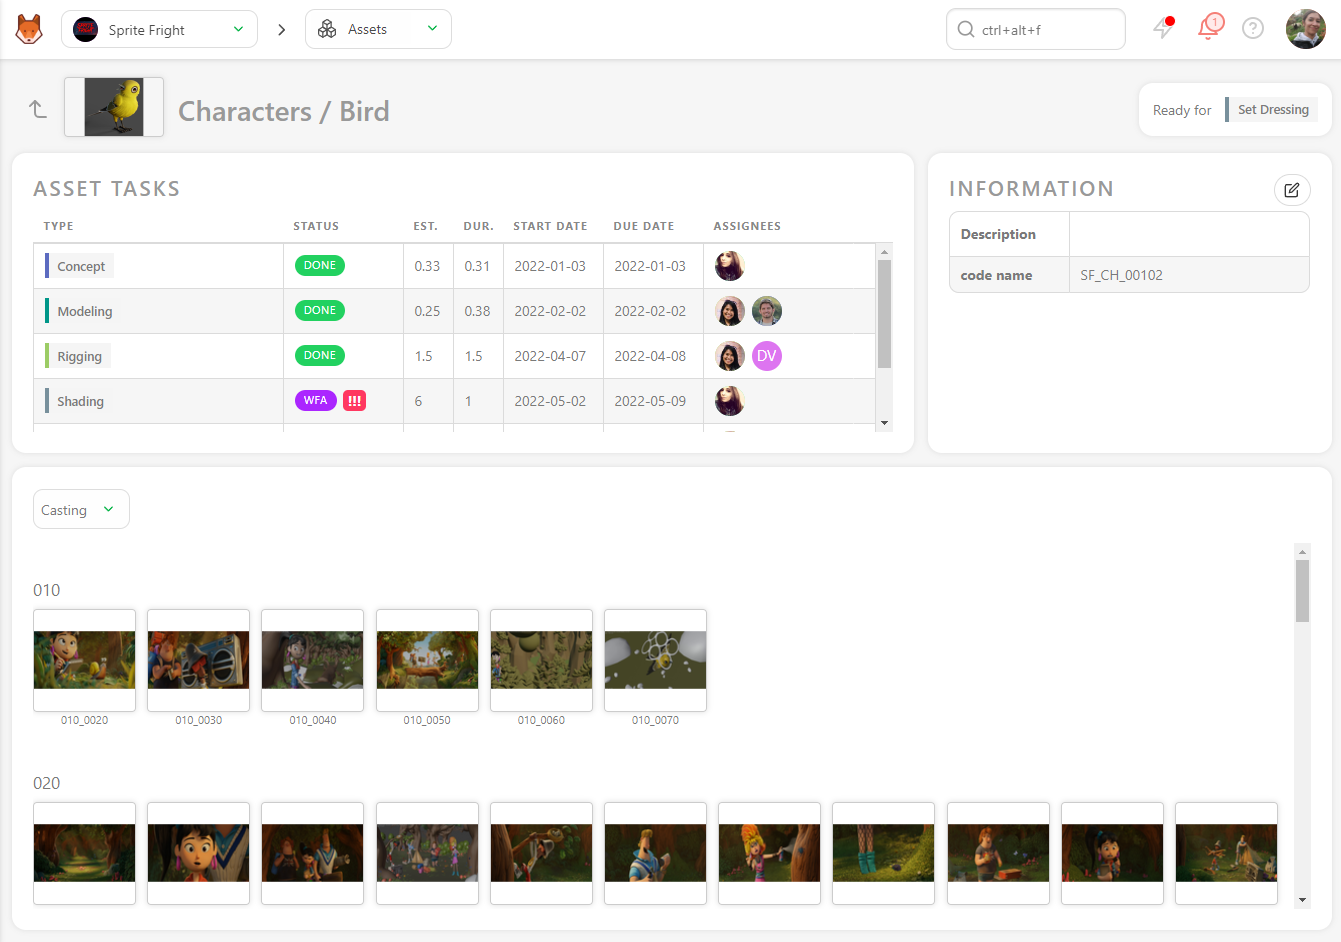 Sprite Fright
Assets
ctrl+alt+f
1
Characters / Bird
Ready for
Set Dressing
ASSET TASKS
TYPE STATUS EST. DUR. START DATE DUE DATE ASSIGNEES
Concept DONE 0.33 0.31 2022-01-03 2022-01-03
Modeling DONE 0.25 0.38 2022-02-02 2022-02-02
Rigging DONE 1.5 1.5 2022-04-07 2022-04-08 DV
Shading WFA !!! 6 1 2022-05-02 2022-05-09
INFORMATION
Description
code name SF_CH_00102
Casting
010
010_0020 010_0030 010_0040 010_0050 010_0060 010_0070
020